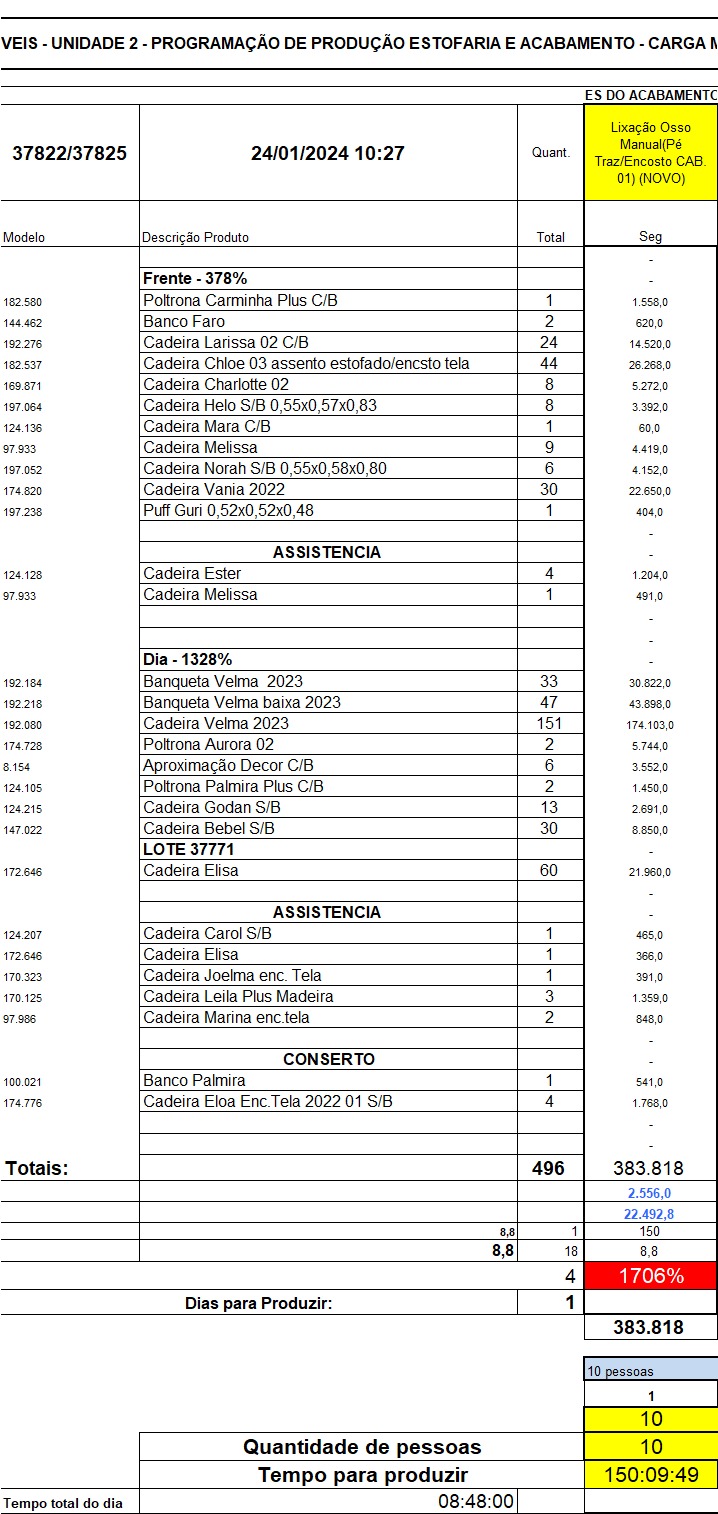 VEIS - UNIDADE 2 - PROGRAMAÇÃO DE PRODUÇÃO ESTOFARIA E ACABAMENTO - CARGA M
ES DO ACABAMENTO
37822/37825 24/01/2024 10:27 Quant. Lixação Osso Manual(Pé Traz/Encosto CAB. 01) (NOVO)
Modelo Descrição Produto Total Seg
-
Frente - 378% -
182.580 Poltrona Carminha Plus C/B 1 1.558,0
144.462 Banco Faro 2 620,0
192.276 Cadeira Larissa 02 C/B 24 14.520,0
182.537 Cadeira Chloe 03 assento estofado/encsto tela 44 26.268,0
169.871 Cadeira Charlotte 02 8 5.272,0
197.064 Cadeira Helo S/B 0,55x0,57x0,83 8 3.392,0
124.136 Cadeira Mara C/B 1 60,0
97.933 Cadeira Melissa 9 4.419,0
197.052 Cadeira Norah S/B 0,55x0,58x0,80 6 4.152,0
174.820 Cadeira Vania 2022 30 22.650,0
197.238 Puff Guri 0,52x0,52x0,48 1 404,0
-
ASSISTENCIA -
124.128 Cadeira Ester 4 1.204,0
97.933 Cadeira Melissa 1 491,0
-
-
Dia - 1328% -
192.184 Banqueta Velma 2023 33 30.822,0
192.218 Banqueta Velma baixa 2023 47 43.898,0
192.080 Cadeira Velma 2023 151 174.103,0
174.728 Poltrona Aurora 02 2 5.744,0
8.154 Aproximação Decor C/B 6 3.552,0
124.105 Poltrona Palmira Plus C/B 2 1.450,0
124.215 Cadeira Godan S/B 13 2.691,0
147.022 Cadeira Bebel S/B 30 8.850,0
LOTE 37771 -
172.646 Cadeira Elisa 60 21.960,0
-
ASSISTENCIA -
124.207 Cadeira Carol S/B 1 465,0
172.646 Cadeira Elisa 1 366,0
170.323 Cadeira Joelma enc. Tela 1 391,0
170.125 Cadeira Leila Plus Madeira 3 1.359,0
97.986 Cadeira Marina enc.tela 2 848,0
-
CONSERTO -
100.021 Banco Palmira 1 541,0
174.776 Cadeira Eloa Enc.Tela 2022 01 S/B 4 1.768,0
-
-
Totais: 496 383.818
2.556,0
22.492,8
8,8 1 150
8,8 18 8,8
4 1706%
Dias para Produzir: 1
383.818
10 pessoas
1
10
Quantidade de pessoas 10
Tempo para produzir 150:09:49
Tempo total do dia 08:48:00